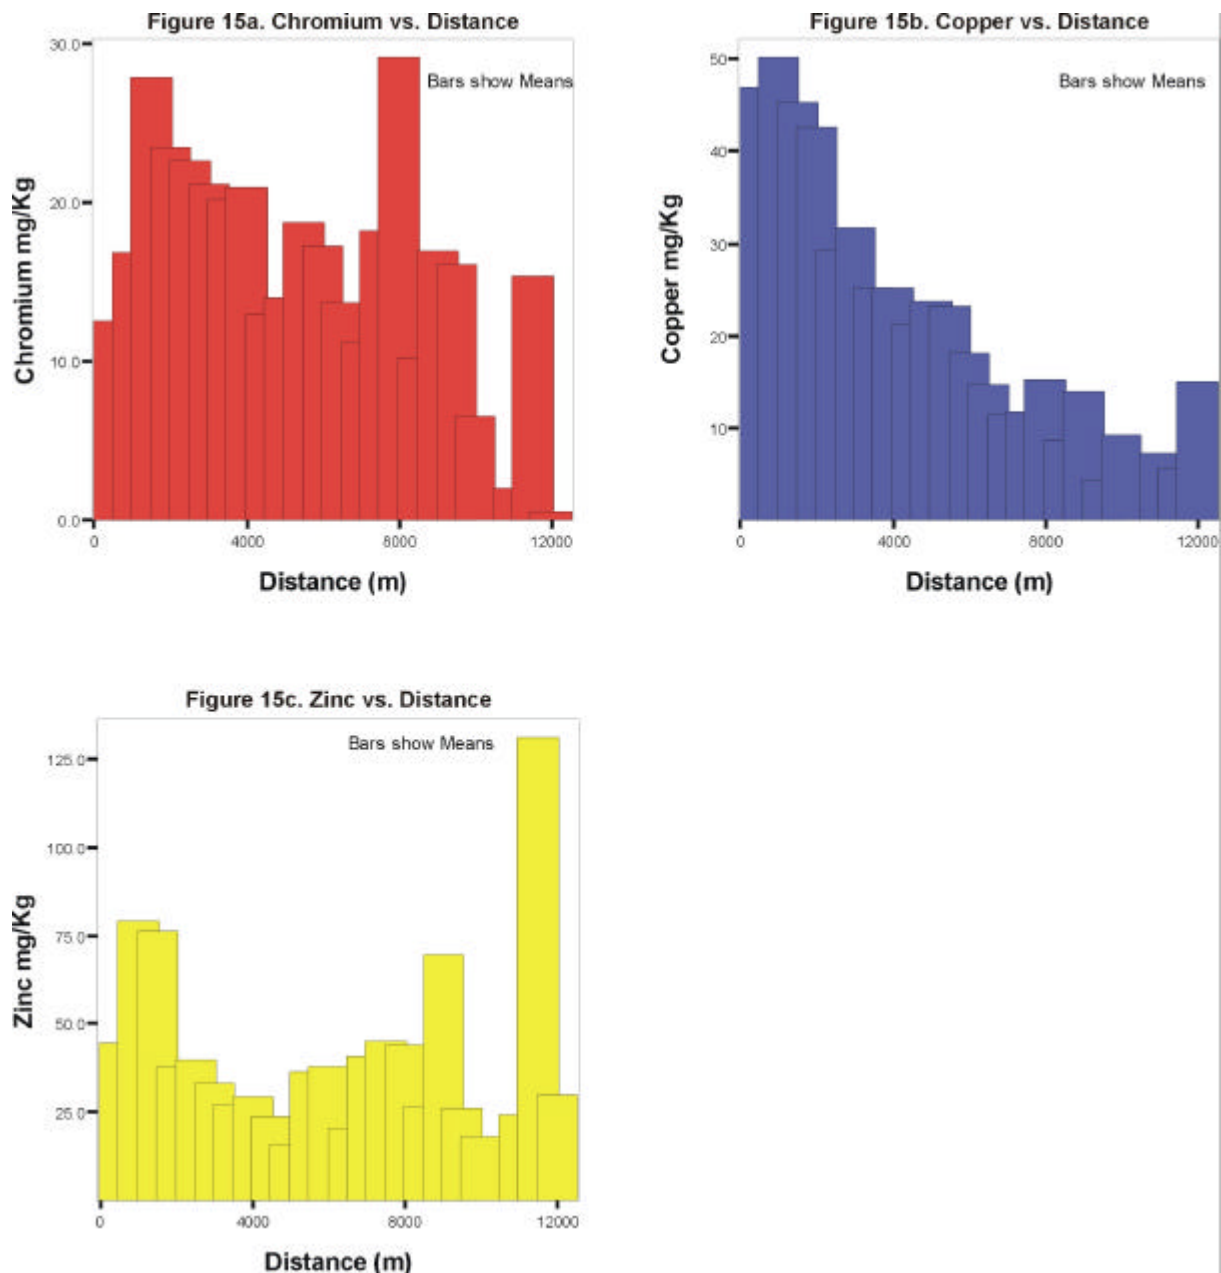 Figure 15a. Chromium vs. Distance
30.0
Bars show Means
20.0
Chromium mg/Kg
10.0
0.0
0 4000 8000 12000
Distance (m)
Figure 15b. Copper vs. Distance
50
Bars show Means
40
30
Copper mg/Kg
20
10
0 4000 8000 12000
Distance (m)
Figure 15c. Zinc vs. Distance
Bars show Means
125.0
100.0
75.0
Zinc mg/Kg
50.0
25.0
0 4000 8000 12000
Distance (m)